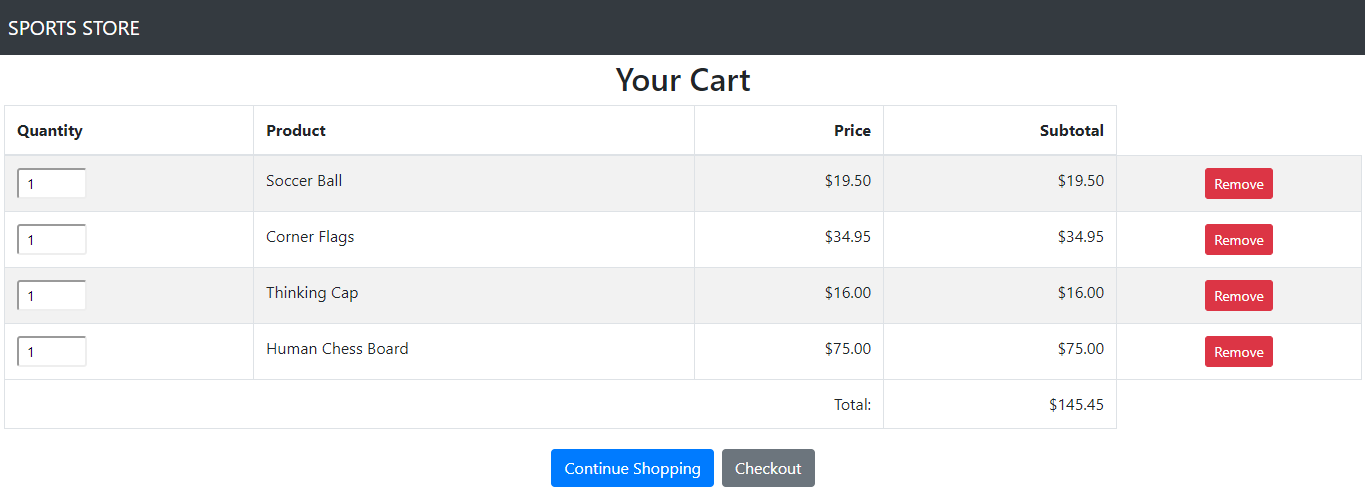 SPORTS STORE
Your Cart
Quantity Product Price Subtotal
1 Soccer Ball $19.50 $19.50 Remove
1 Corner Flags $34.95 $34.95 Remove
1 Thinking Cap $16.00 $16.00 Remove
1 Human Chess Board $75.00 $75.00 Remove
Total: $145.45
Continue Shopping Checkout